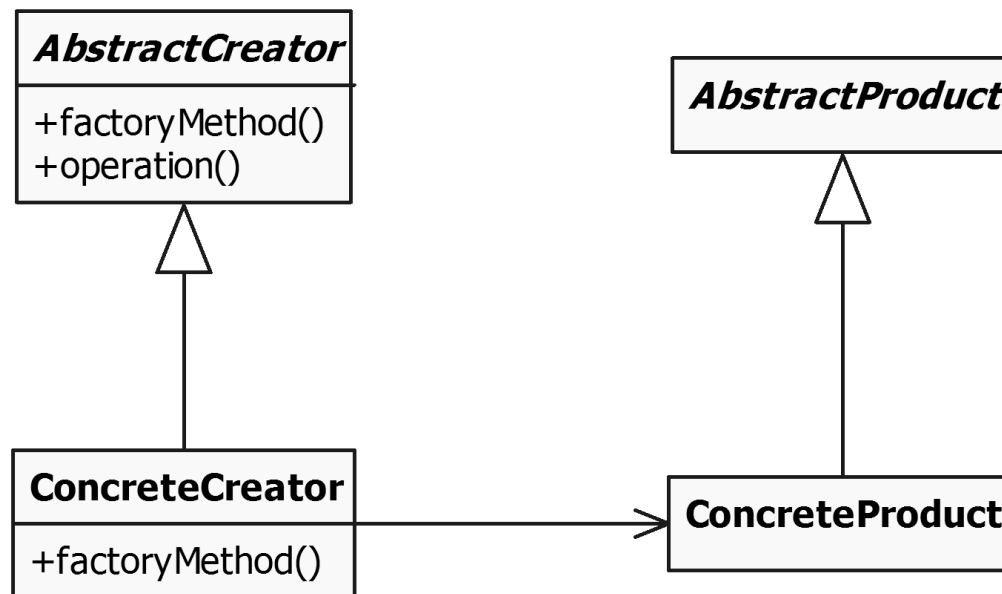 AbstractCreator
+factoryMethod()
+operation()
AbstractProduct
ConcreteCreator
+factoryMethod()
ConcreteProduct